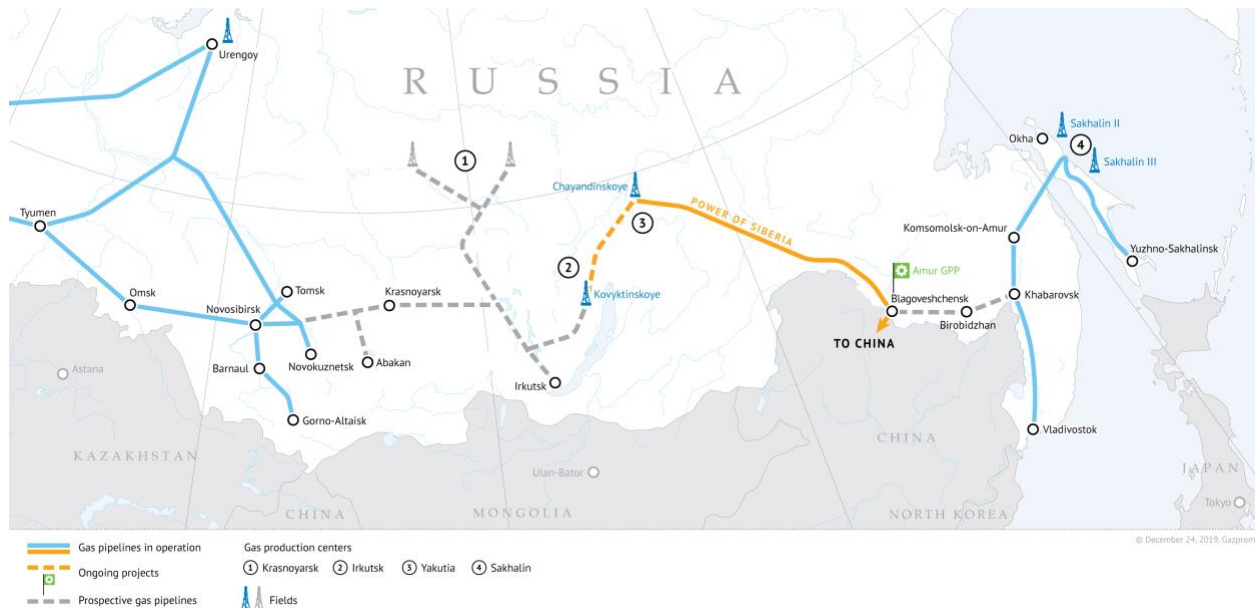 Urengoy
RUSSIA
1
Sakhalin II
Okha
4
Sakhalin III
Chayandinskoye
3
POWER OF SIBERIA
Tyumen
Komsomolsk-on-Amur
Yuzhno-Sakhalinsk
2
Amur GPP
Kovyktinskoye
Tomsk
Krasnoyarsk
Omsk
Novosibirsk
Blagoveshchensk
Khabarovsk
Birobidzhan
TO CHINA
Astana
Barnaul
Novokuznetsk
Abakan
Irkutsk
Gorno-Altaisk
Vladivostok
KAZAKHSTAN
CHINA
Ulan-Bator
JAPAN
CHINA
MONGOLIA
NORTH KOREA
Tokyo
© December 24, 2019. Gazprom
Gas pipelines in operation
Ongoing projects
Prospective gas pipelines
Gas production centers
1 Krasnoyarsk 2 Irkutsk 3 Yakutia 4 Sakhalin
Fields